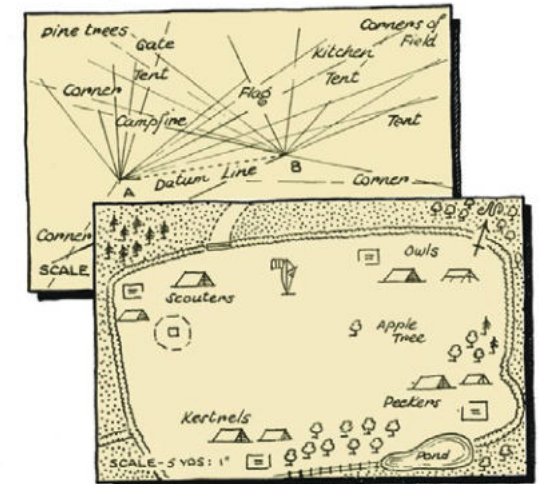 Pine trees
Gate
Corners of
Field
Kitchen
Tent
Tent
Corner
Flag
Campfire
Tent
B
A
Datum Line
Corner
Corner
SCALE
N
Owls
Scouters
Apple
Tree
Peckers
Kestrels
Pond
SCALE - 5 YDS : 1"